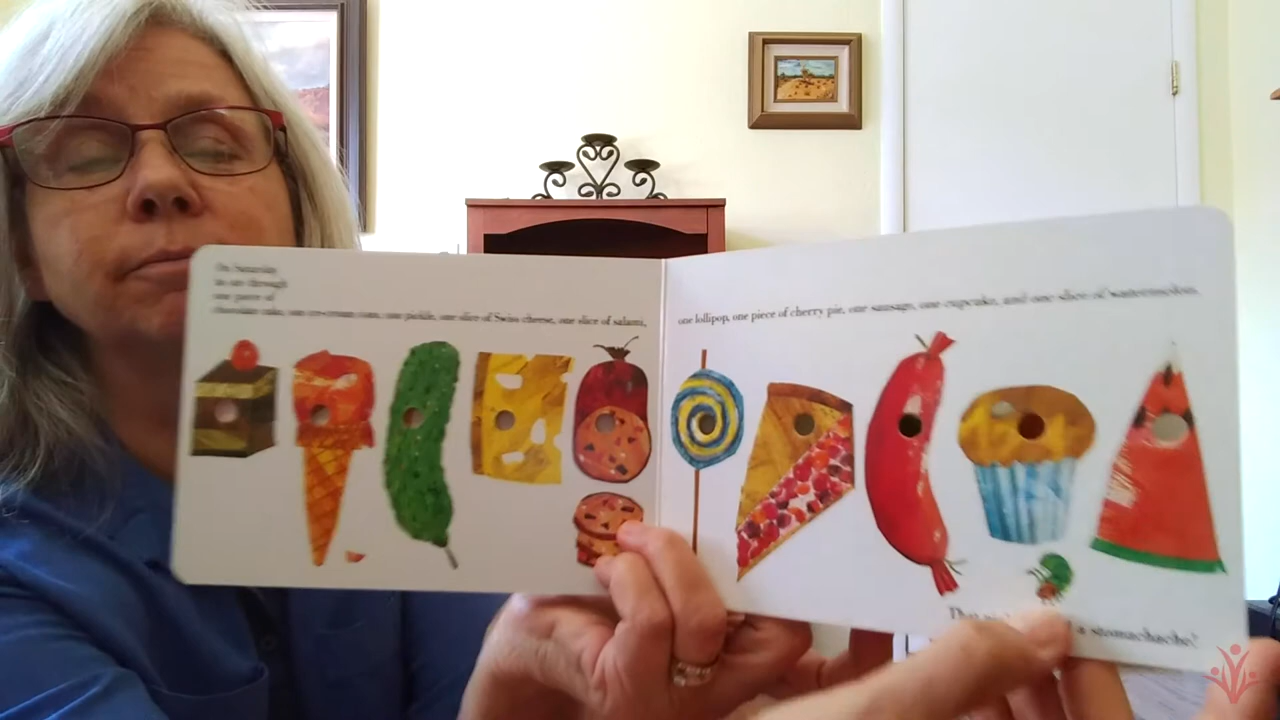 On Saturday
he ate through
one piece of
chocolate cake, one ice-cream cone, one pickle, one slice of Swiss cheese, one slice of salami,
one lollipop, one piece of cherry pie, one sausage, one cupcake, and one slice of watermelon.
That a stomachache!